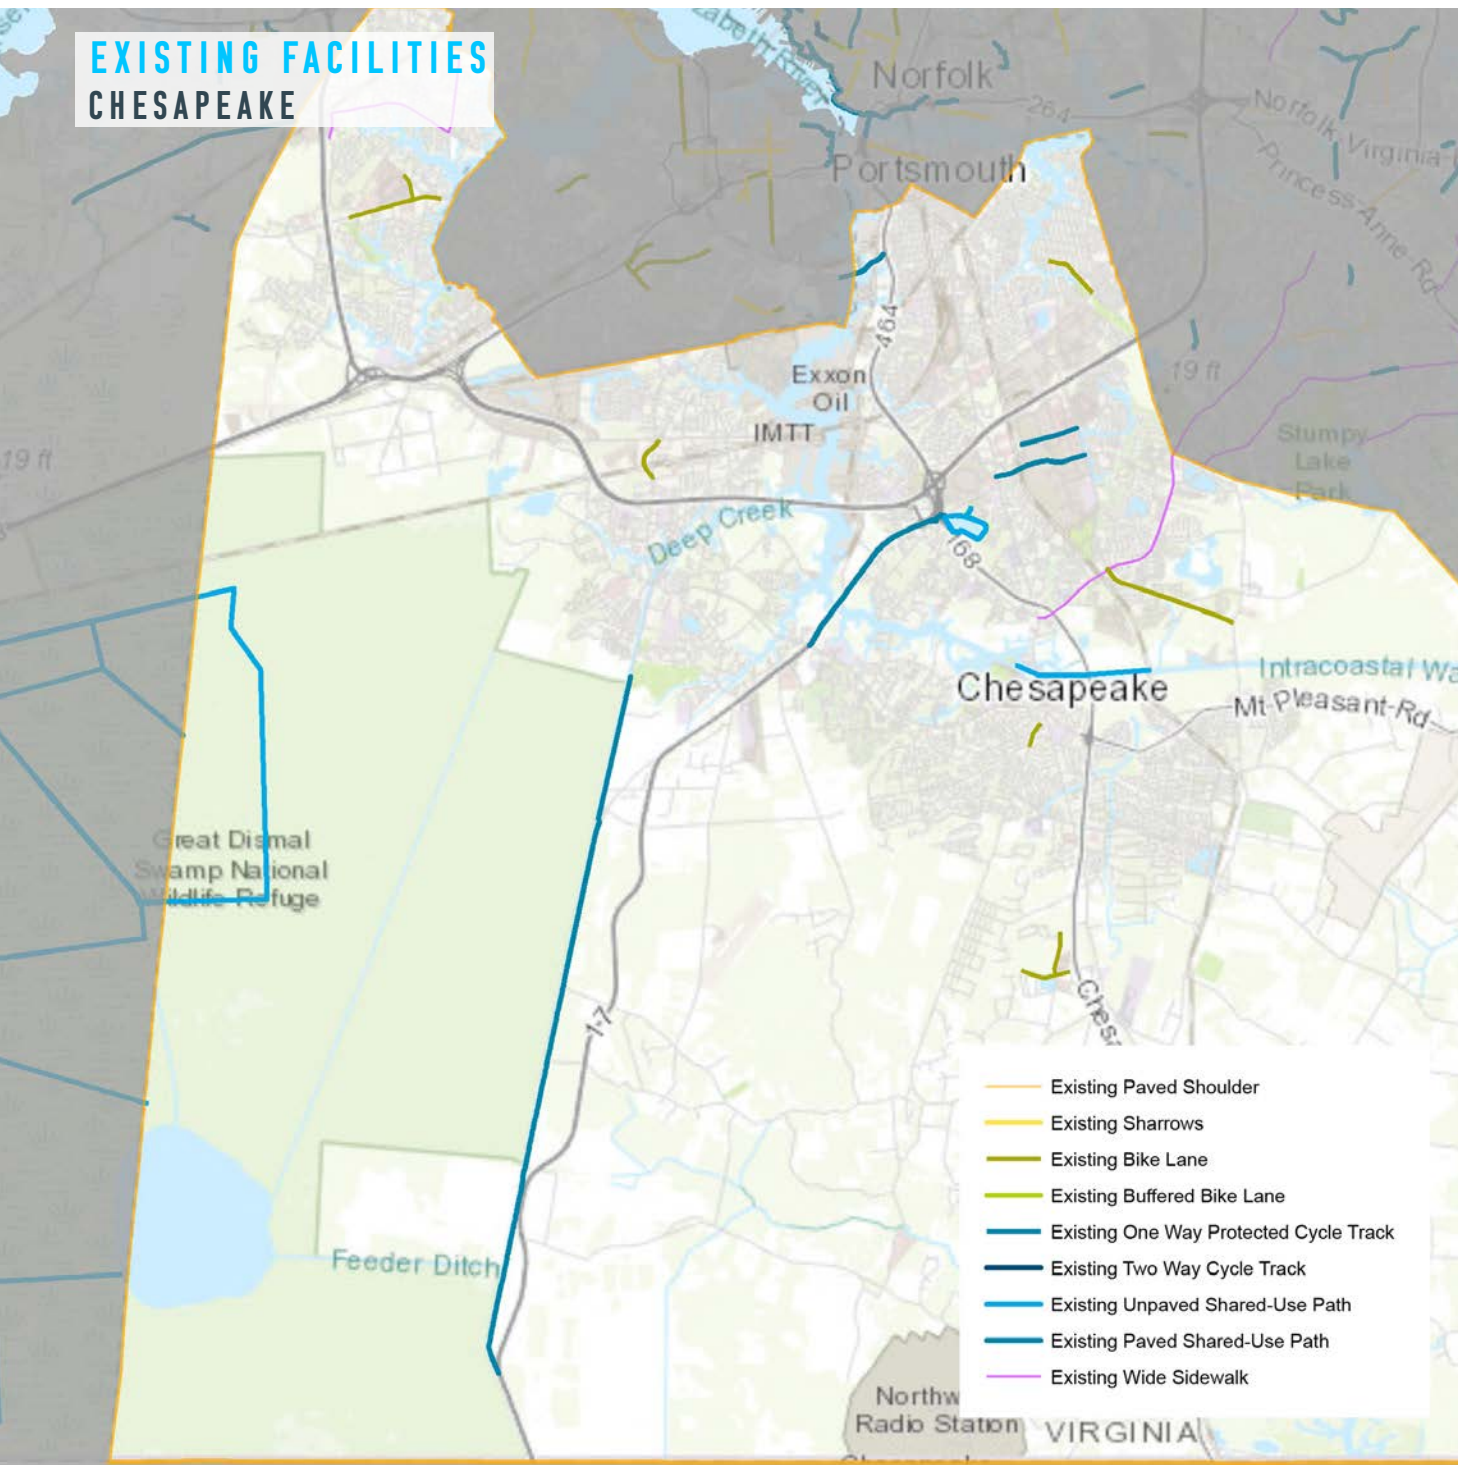 EXISTING FACILITIES
CHESAPEAKE
Norfolk
264
Norfolk, Virginia
Portsmouth
Princess-Anne-Rd
464
Exxon
Oil
19 ft
IMTT
Stumpy
Lake
Park
19 ft
Deep Creek
168
Intracoastal Wa
Chesapeake
Mt-Pleasant-Rd
Great Dismal
Swamp National
Wildlife Refuge
1-7
Chesa
Existing Paved Shoulder
Existing Sharrows
Existing Bike Lane
Existing Buffered Bike Lane
Existing One Way Protected Cycle Track
Existing Two Way Cycle Track
Existing Unpaved Shared-Use Path
Existing Paved Shared-Use Path
Existing Wide Sidewalk
Feeder Ditch
Northw
Radio Station
VIRGINIA